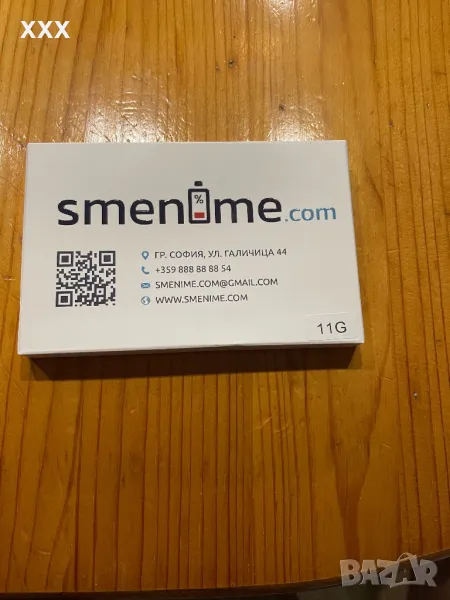 XXX
smenime.com
%
ГР. СОФИЯ, УЛ. ГАЛИЧИЦА 44
+359 888 88 88 54
SMENIME.COM@GMAIL.COM
WWW.SMENIME.COM
11G
BAZAR